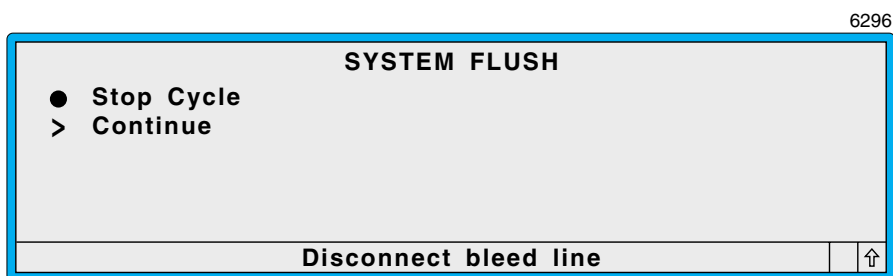 6296
SYSTEM FLUSH
● Stop Cycle
> Continue
Disconnect bleed line
⇧